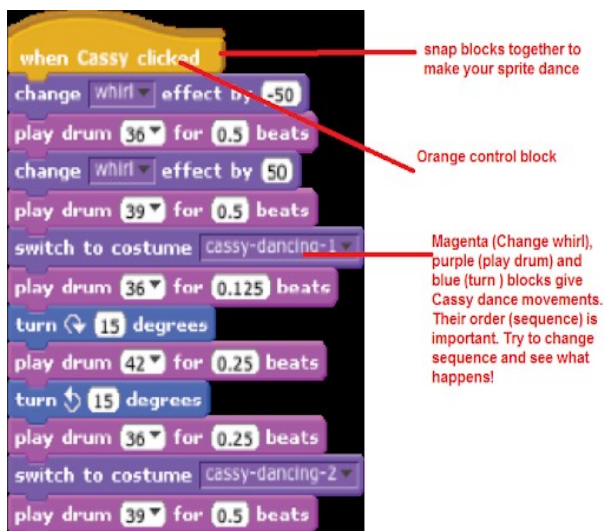 when Cassy clicked
change whirl effect by -50
play drum 36 for 0.5 beats
change whirl effect by 50
play drum 39 for 0.5 beats
switch to costume cassy-dancing-1
play drum 36 for 0.125 beats
turn 15 degrees
play drum 42 for 0.25 beats
turn 15 degrees
play drum 36 for 0.25 beats
switch to costume cassy-dancing-2
play drum 39 for 0.5 beats
snap blocks together to
make your sprite dance
Orange control block
Magenta (Change whirl),
purple (play drum) and
blue (turn ) blocks give
Cassy dance movements.
Their order (sequence) is
important. Try to change
sequence and see what
happens!